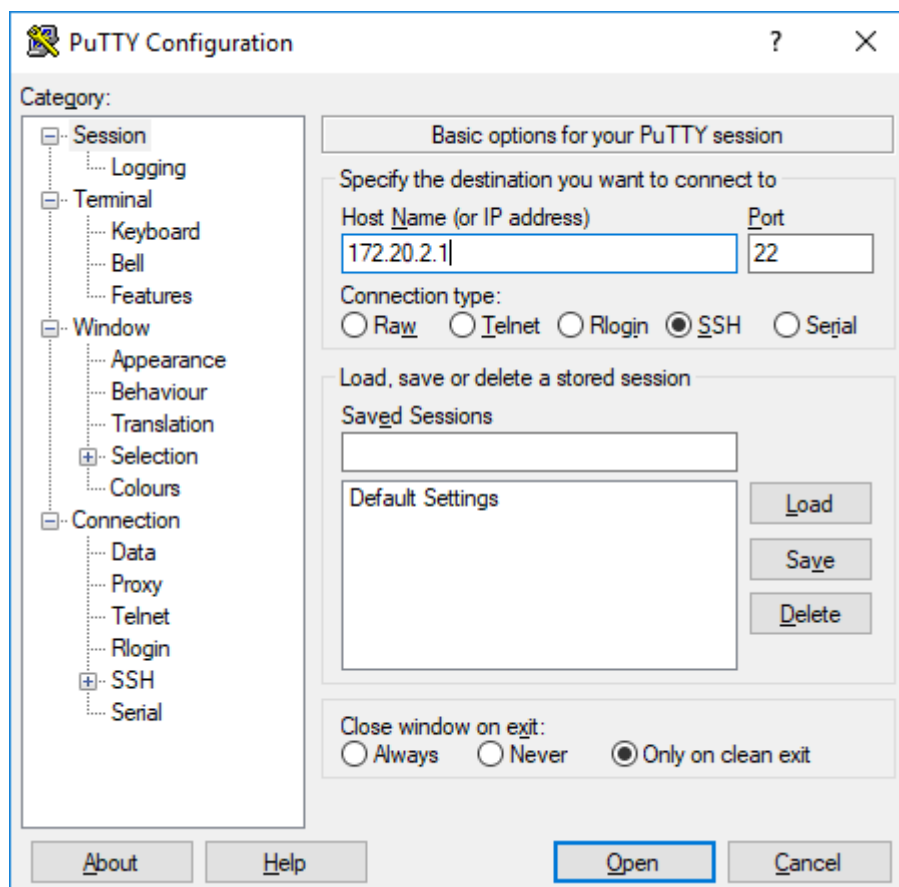 PuTTY Configuration
?
Category:
Session
Logging
Terminal
Keyboard
Bell
Features
Window
Appearance
Behaviour
Translation
Selection
Colours
Connection
Data
Proxy
Telnet
Rlogin
SSH
Serial
Basic options for your PuTTY session
Specify the destination you want to connect to
Host Name (or IP address) Port
172.20.2.1 22
Connection type:
Raw Telnet Rlogin SSH Serial
Load, save or delete a stored session
Saved Sessions
Default Settings
Load
Save
Delete
Close window on exit:
Always Never Only on clean exit
About Help Open Cancel